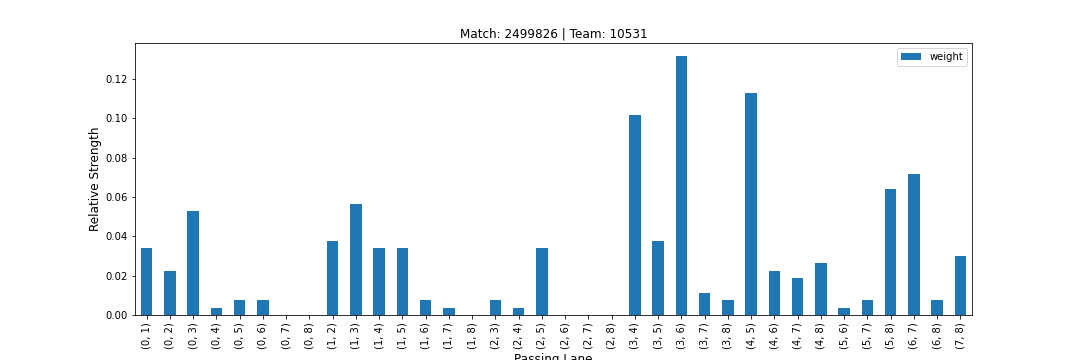 Match: 2499826 | Team: 10531
weight
Relative Strength
0.12
0.10
0.08
0.06
0.04
0.02
0.00
(0, 1) (0, 2) (0, 3) (0, 4) (0, 5) (0, 6) (0, 7) (0, 8) (1, 2) (1, 3) (1, 4) (1, 5) (1, 6) (1, 7) (1, 8) (2, 3) (2, 4) (2, 5) (2, 6) (2, 7) (2, 8) (3, 4) (3, 5) (3, 6) (3, 7) (3, 8) (4, 5) (4, 6) (4, 7) (4, 8) (5, 6) (5, 7) (5, 8) (6, 7) (6, 8) (7, 8)
Passing Lane